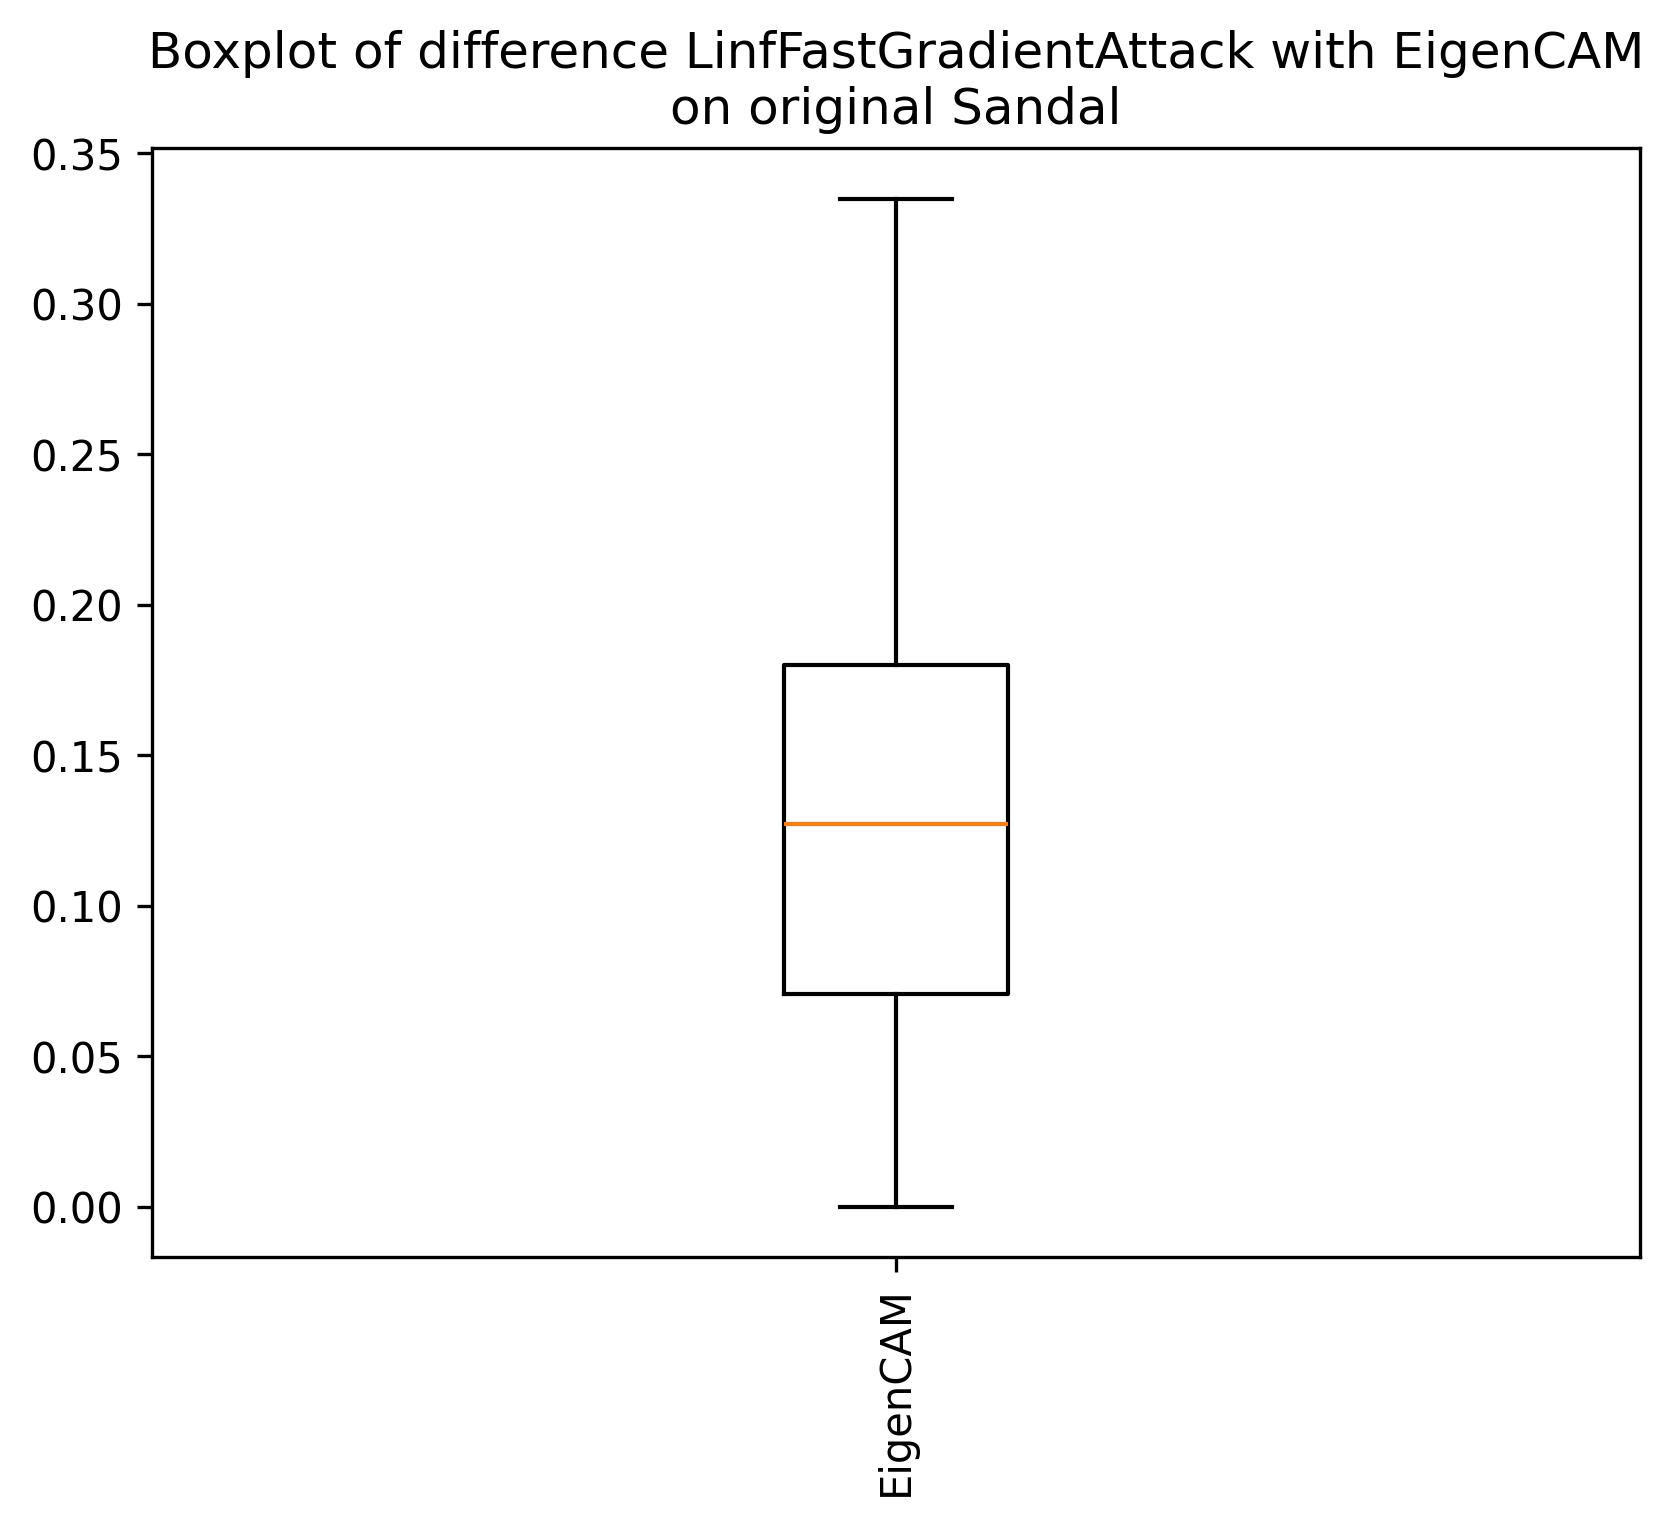 Boxplot of difference LinfFastGradientAttack with EigenCAM
on original Sandal
0.35
0.30
0.25
0.20
0.15
0.10
0.05
0.00
EigenCAM